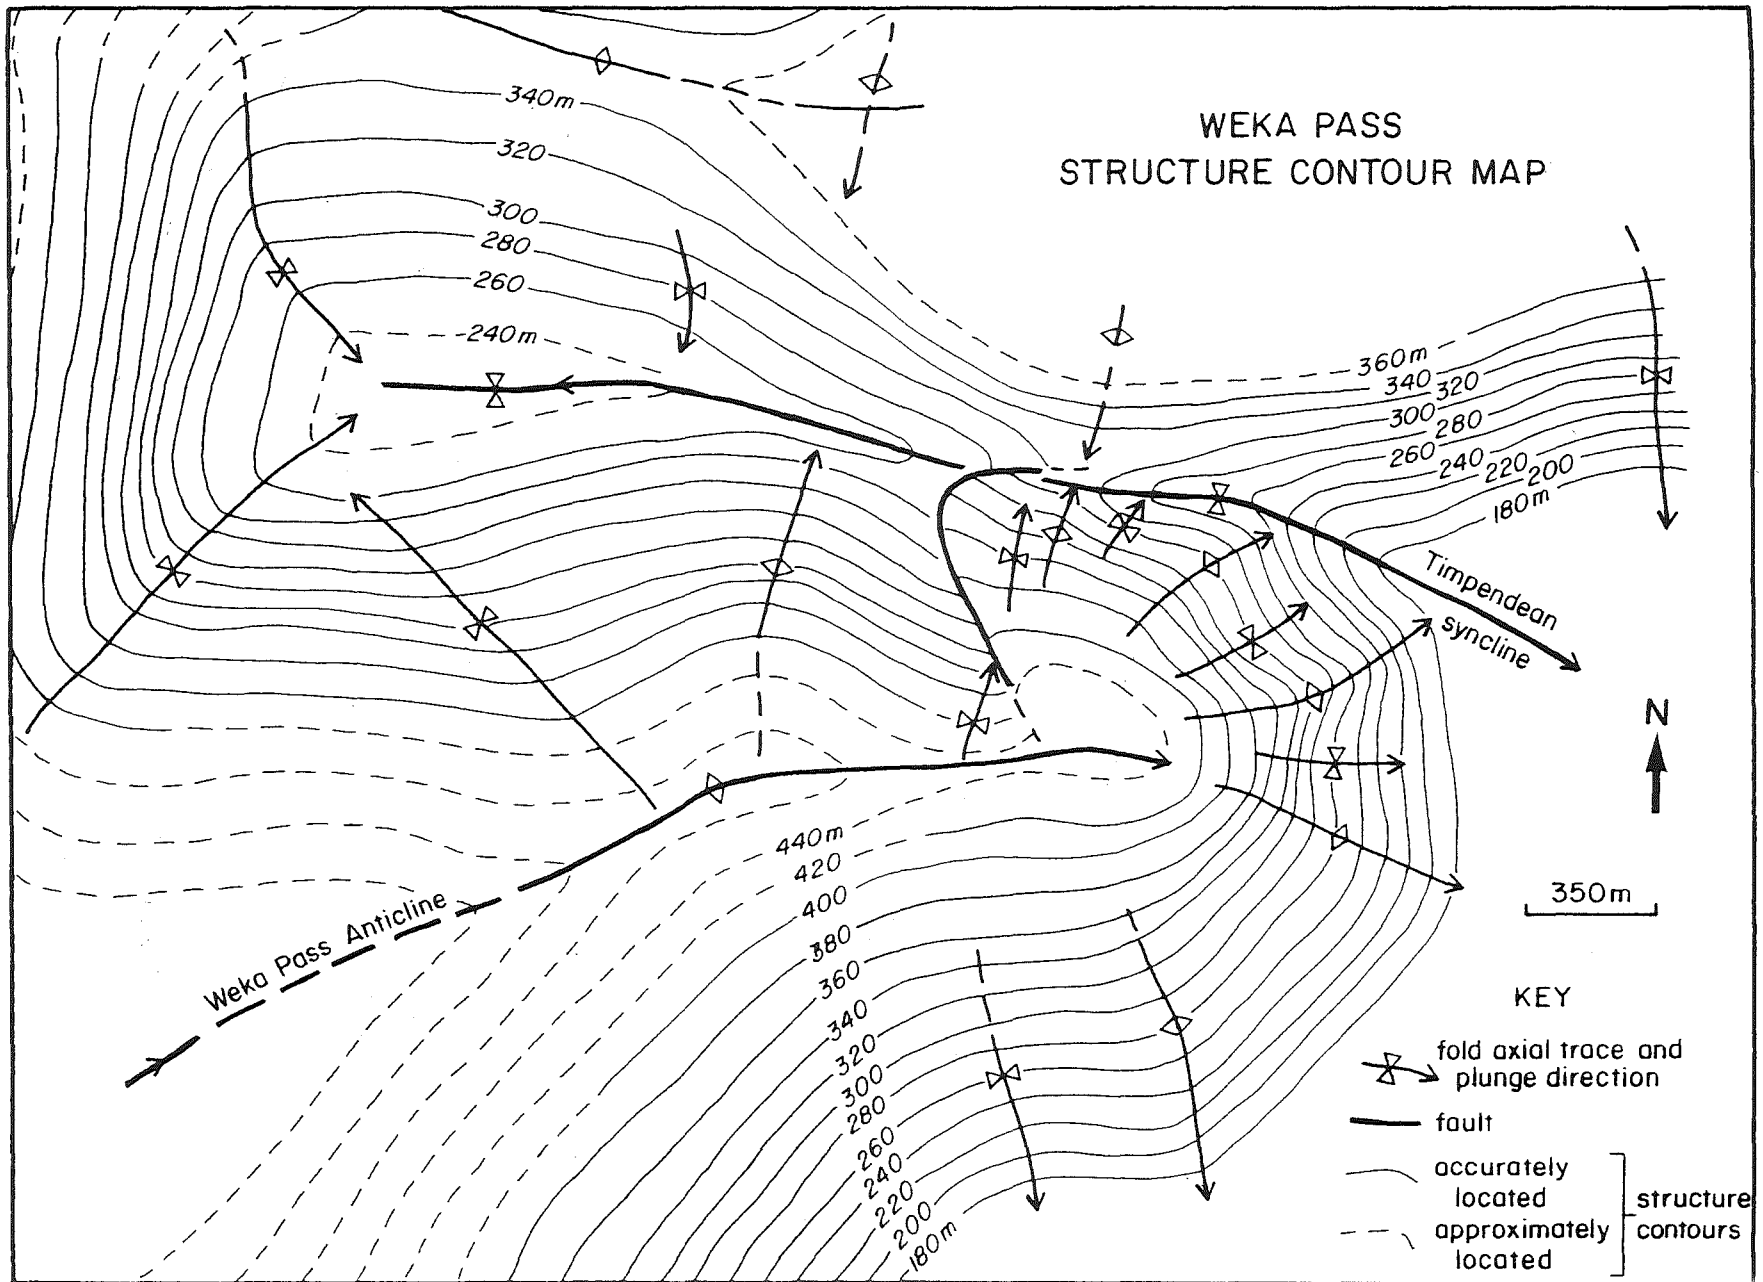 WEKA PASS
STRUCTURE CONTOUR MAP
340m
320
300
280
260
240m
360m
340
320
300
280
260
240
220
200
180m
Timpendean
syncline
N
350m
Weka Pass Anticline
440m
420
400
380
360
340
320
300
280
260
240
220
200
180m
KEY
fold axial trace and
plunge direction
fault
accurately
located
approximately
located
structure
contours